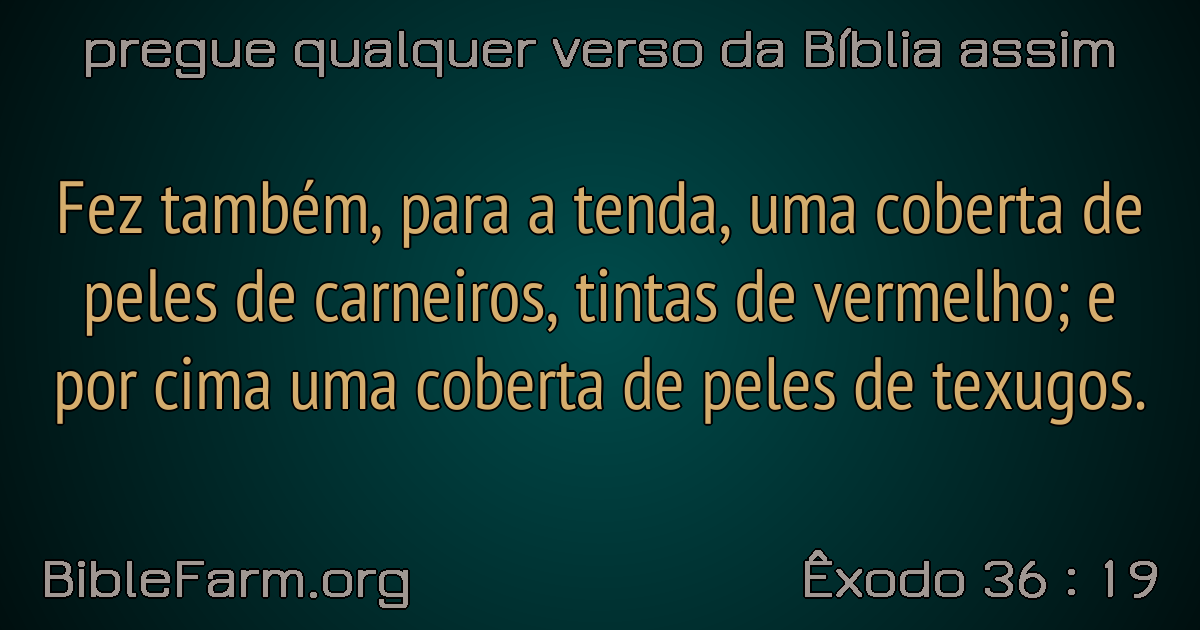 pregue qualquer verso da Bíblia assim
Fez também, para a tenda, uma coberta de
peles de carneiros, tintas de vermelho; e
por cima uma coberta de peles de texugos.
BibleFarm.org
Êxodo 36 : 19